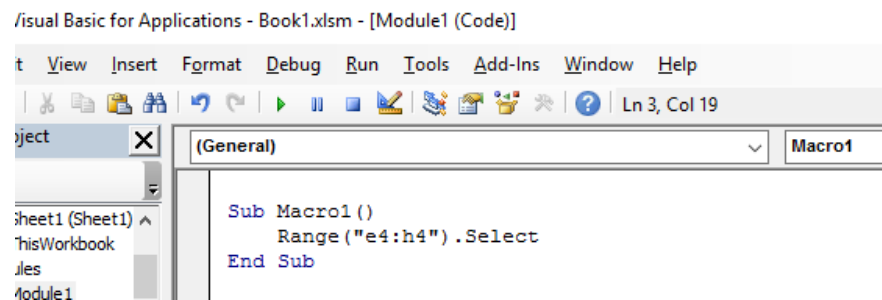 Visual Basic for Applications - Book1.xlsm - [Module1 (Code)]
View Insert Format Debug Run Tools Add-Ins Window Help
Ln 3, Col 19
(General) Macro1
Sheet1 (Sheet1)
ThisWorkbook
Module1
Sub Macro1()
Range("e4:h4").Select
End Sub